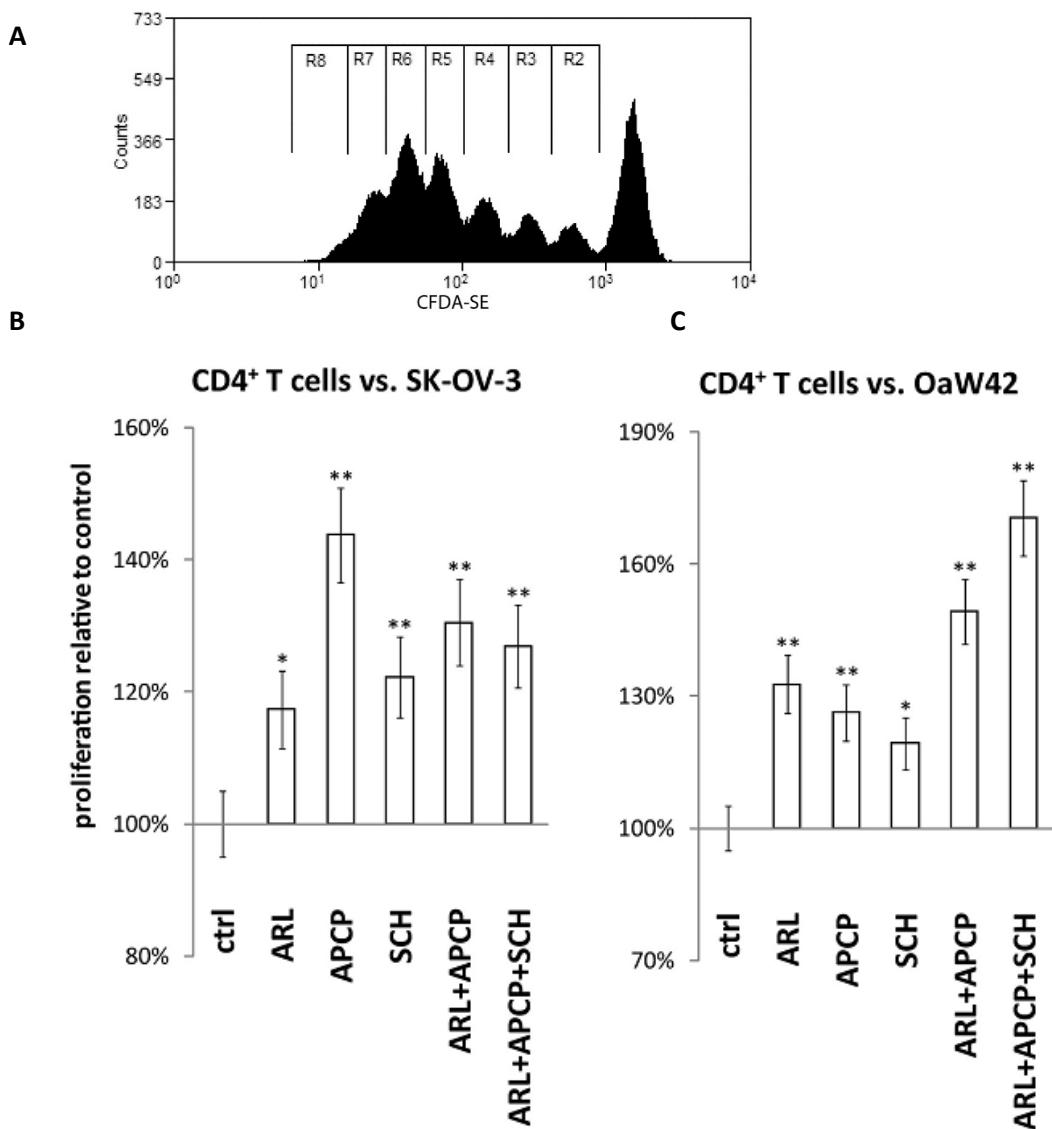 A
733
549
366
183
0
Counts
R8 R7 R6 R5 R4 R3 R2
10⁰ 10¹ 10² 10³ 10⁴
CFDA-SE
B
CD4⁺ T cells vs. SK-OV-3
proliferation relative to control
160%
140%
120%
100%
80%
* ** ** ** **
ctrl
ARL
APCP
SCH
ARL+APCP
ARL+APCP+SCH
C
CD4⁺ T cells vs. OaW42
190%
160%
130%
100%
70%
** ** * ** **
ctrl
ARL
APCP
SCH
ARL+APCP
ARL+APCP+SCH